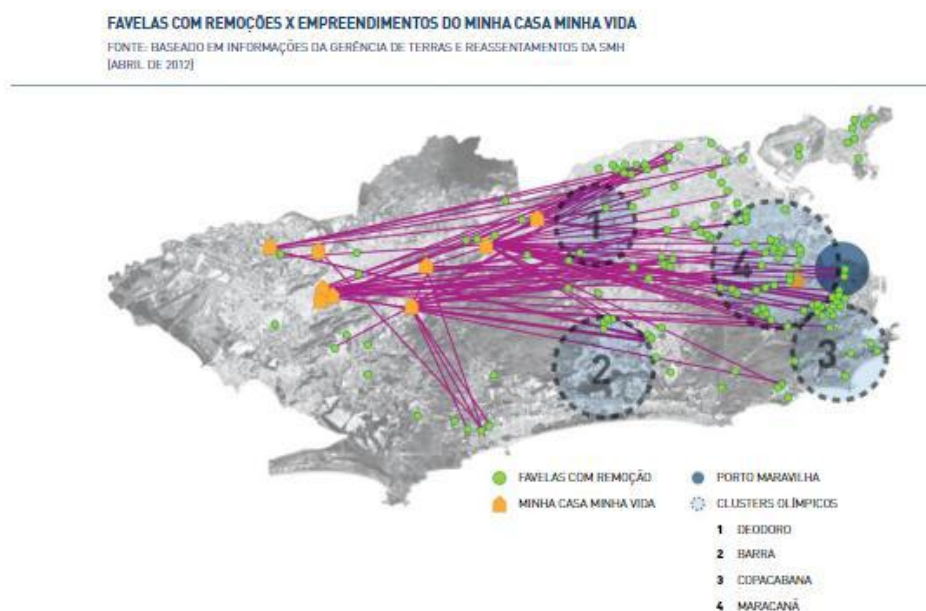 FAVELAS COM REMOÇÕES X EMPREENDIMENTOS DO MINHA CASA MINHA VIDA
FONTE: BASEADO EM INFORMAÇÕES DA GERÊNCIA DE TERRAS E REASSENTAMENTOS DA SMH
(ABRIL DE 2012)
1
4
2
3
FAVELAS COM REMOÇÃO
PORTO MARAVILHA
MINHA CASA MINHA VIDA
CLUSTERS OLÍMPICOS
1 DEODORO
2 BARRA
3 COPACABANA
4 MARACANÃ